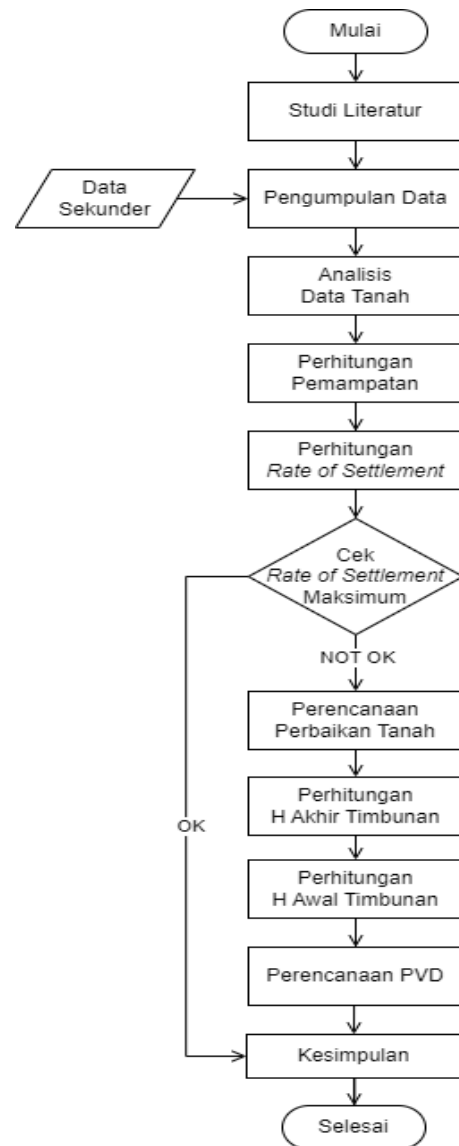 Mulai
Studi Literatur
Data
Sekunder
Pengumpulan Data
Analisis
Data Tanah
Perhitungan
Pemampatan
Perhitungan
Rate of Settlement
Cek
Rate of Settlement
Maksimum
NOT OK
Perencanaan
Perbaikan Tanah
Perhitungan
H Akhir Timbunan
OK
Perhitungan
H Awal Timbunan
Perencanaan PVD
Kesimpulan
Selesai